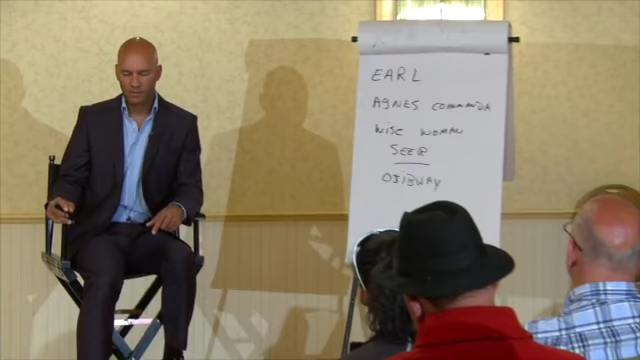 EARL
AGNES COMMANDA
WISE WOMAN
SEER
OJIBWAY